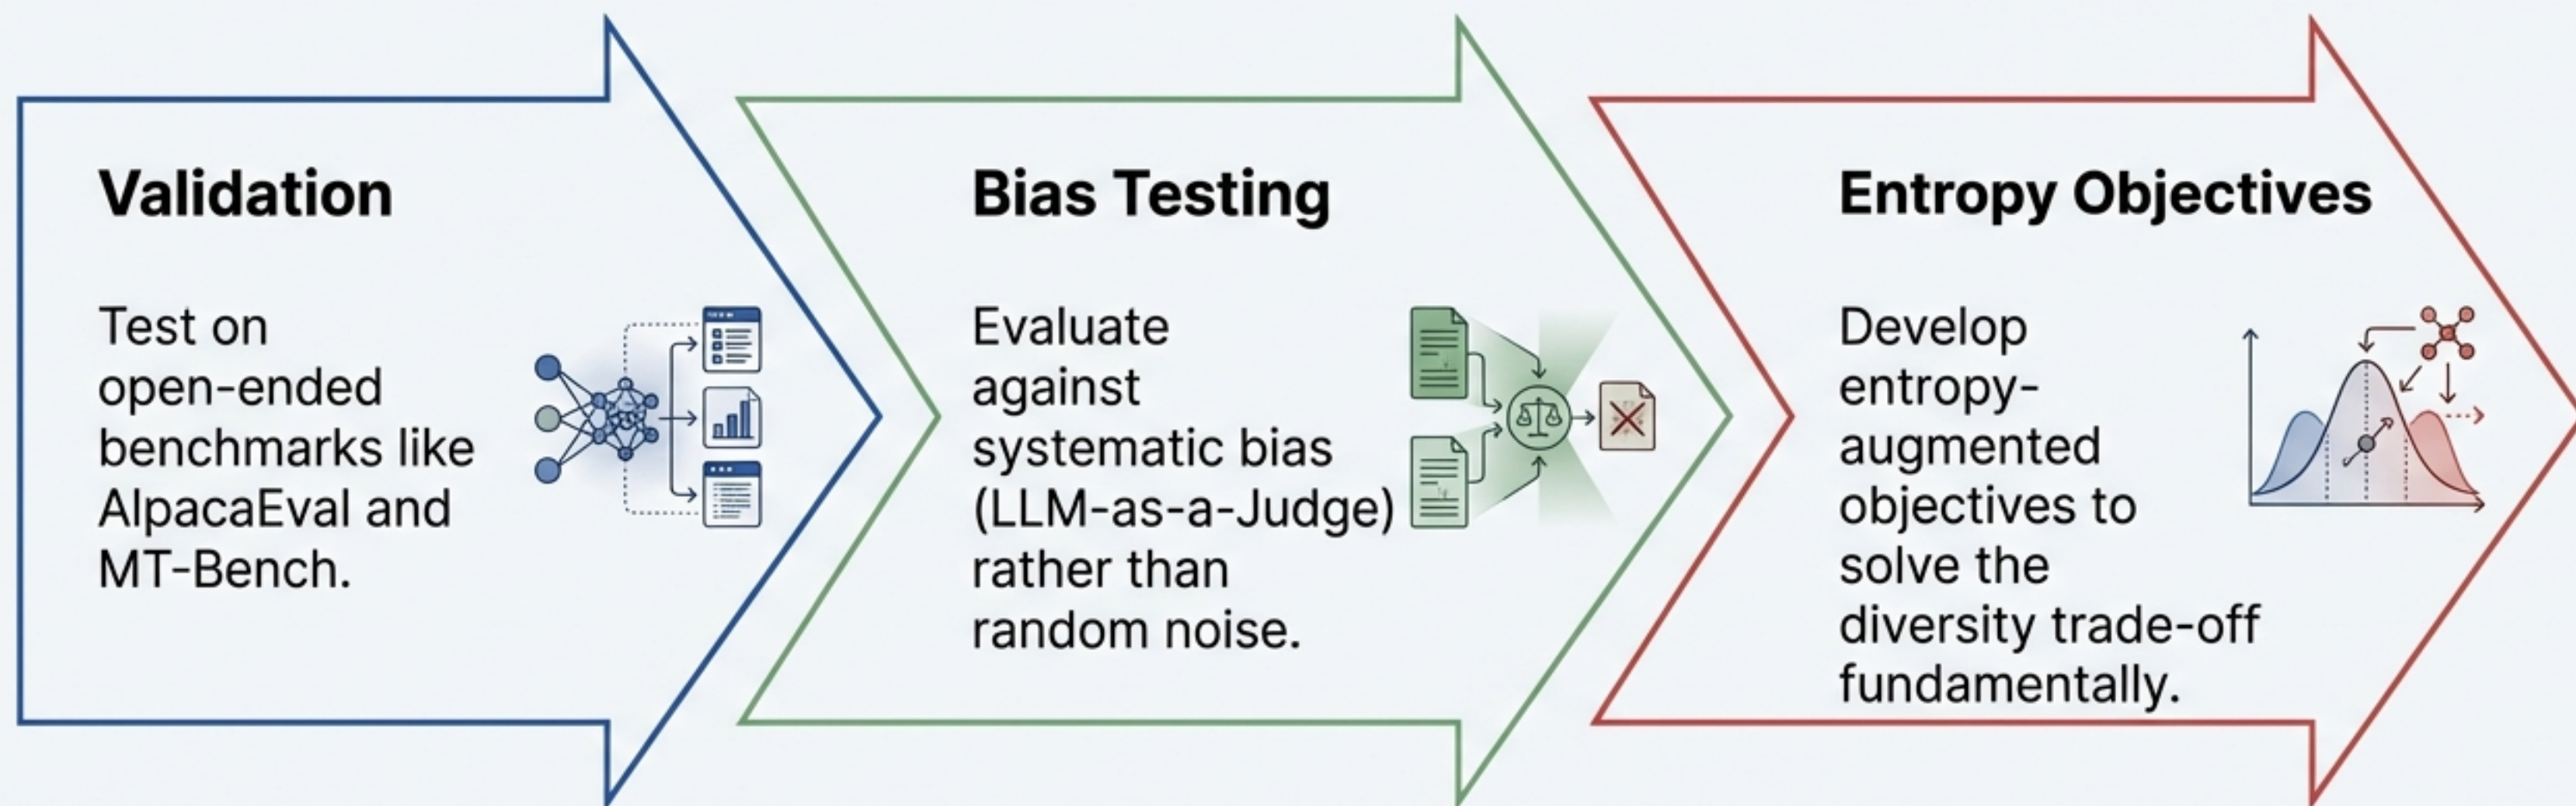 Validation
Test on
open-ended
benchmarks like
AlpacaEval and
MT-Bench.
Bias Testing
Evaluate
against
systematic bias
(LLM-as-a-Judge)
rather than
random noise.
Entropy Objectives
Develop
entropy-
augmented
objectives to
solve the
diversity trade-off
fundamentally.